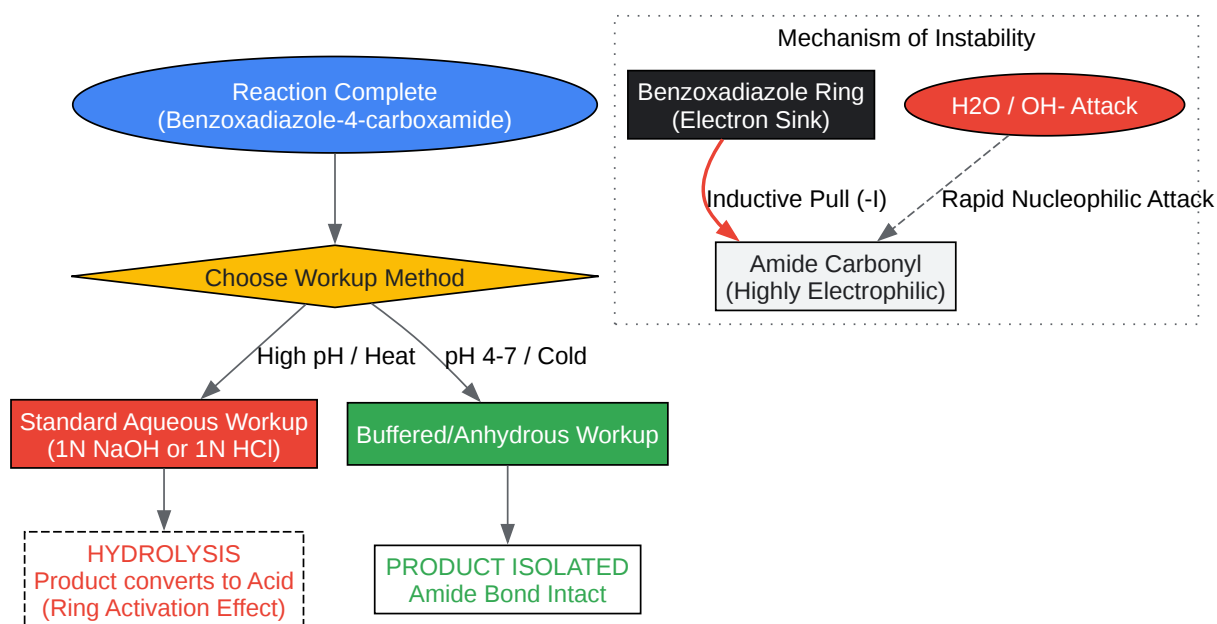 Reaction Complete
(Benzoxadiazole-4-carboxamide)
Choose Workup Method
High pH / Heat
pH 4-7 / Cold
Standard Aqueous Workup
(1N NaOH or 1N HCl)
Buffered/Anhydrous Workup
HYDROLYSIS
Product converts to Acid
(Ring Activation Effect)
PRODUCT ISOLATED
Amide Bond Intact
Mechanism of Instability
Benzoxadiazole Ring
(Electron Sink)
H2O / OH- Attack
Inductive Pull (-I)
Rapid Nucleophilic Attack
Amide Carbonyl
(Highly Electrophilic)